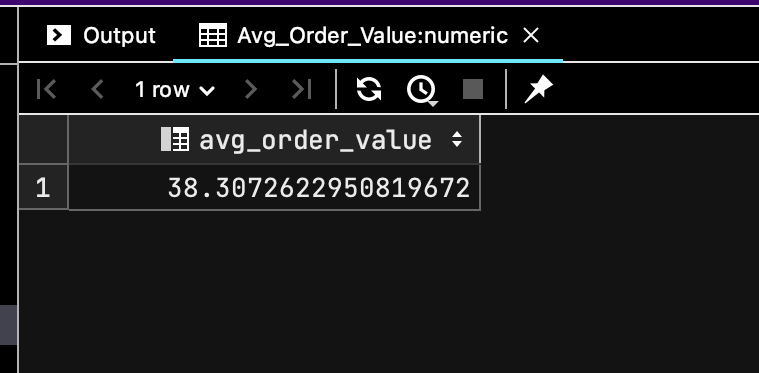 Output Avg_Order_Value:numeric
1 row
avg_order_value
1 38.3072622950819672